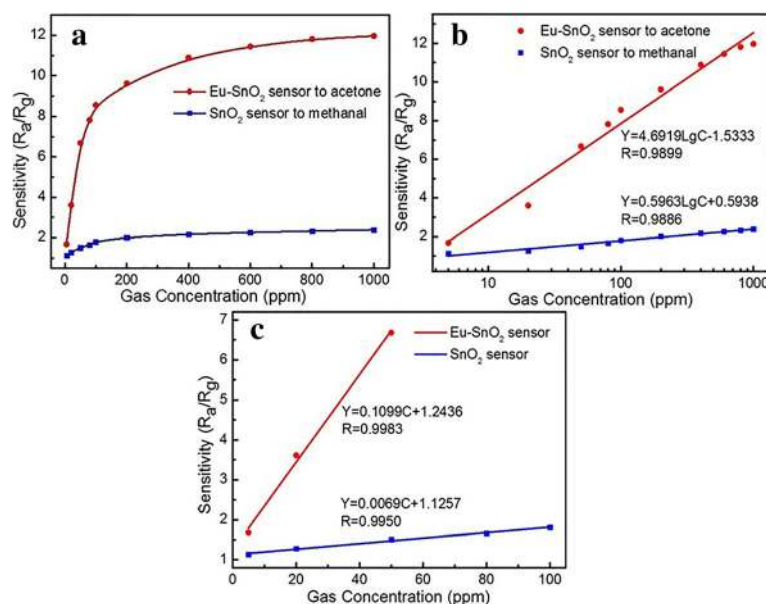 a
Eu-SnO2 sensor to acetone
SnO2 sensor to methanal
Sensitivity (Ra/Rg)
12
10
8
6
4
2
0 200 400 600 800 1000
Gas Concentration (ppm)
b
Eu-SnO2 sensor to acetone
SnO2 sensor to methanal
Y=4.6919LgC-1.5333
R=0.9899
Y=0.5963LgC+0.5938
R=0.9886
Sensitivity (Ra/Rg)
14
12
10
8
6
4
2
0
10 100 1000
Gas Concentration (ppm)
c
Eu-SnO2 sensor
SnO2 sensor
Y=0.1099C+1.2436
R=0.9983
Y=0.0069C+1.1257
R=0.9950
Sensitivity (Ra/Rg)
7
6
5
4
3
2
1
0 20 40 60 80 100
Gas Concentration (ppm)